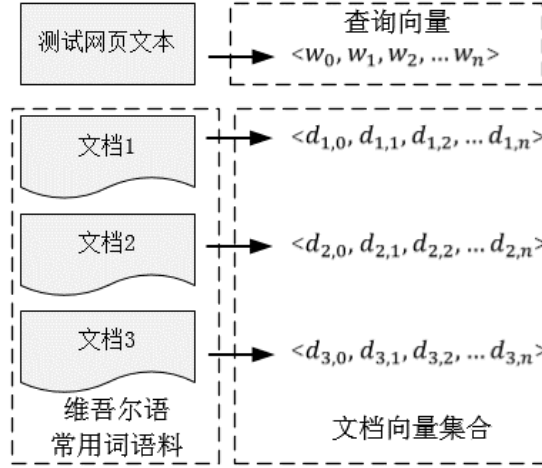 测试网页文本
查询向量
<w₀, w₁, w₂, … wₙ>
文档1
<d₁,₀, d₁,₁, d₁,₂, … d₁,ₙ>
文档2
<d₂,₀, d₂,₁, d₂,₂, … d₂,ₙ>
文档3
<d₃,₀, d₃,₁, d₃,₂, … d₃,ₙ>
维吾尔语
常用词语料
文档向量集合